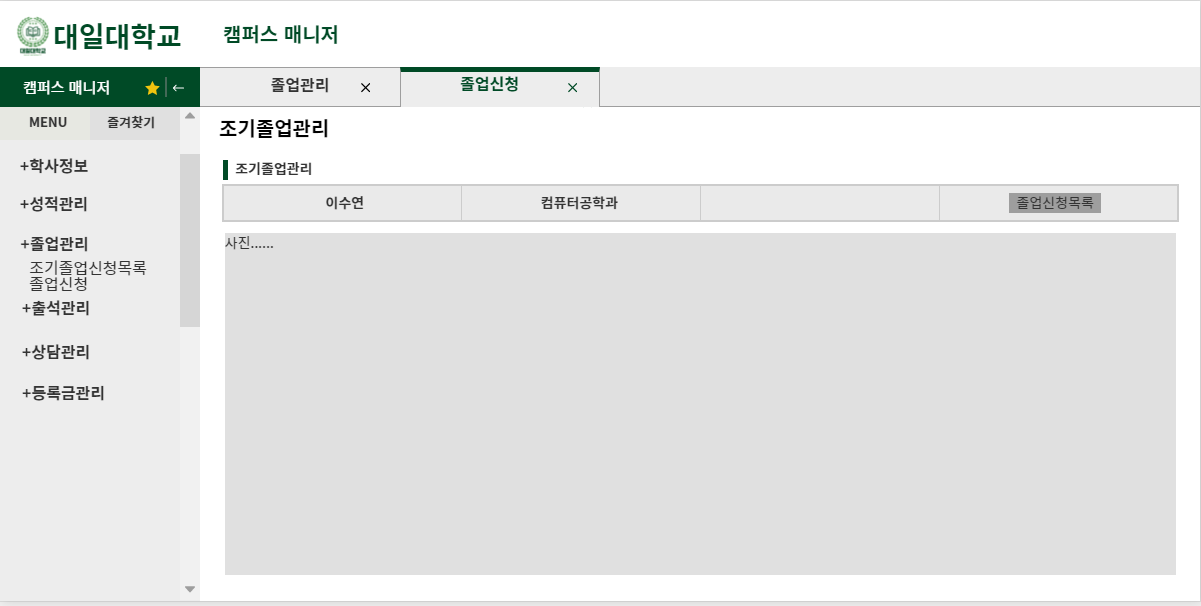 대일대학교
대일대학교
캠퍼스 매니저
캠퍼스 매니저
졸업관리
졸업신청
MENU
즐겨찾기
조기졸업관리
+학사정보
조기졸업관리
+성적관리
이수연
컴퓨터공학과
졸업신청목록
+졸업관리
사진......
조기졸업신청목록
졸업신청
+출석관리
+상담관리
+등록금관리